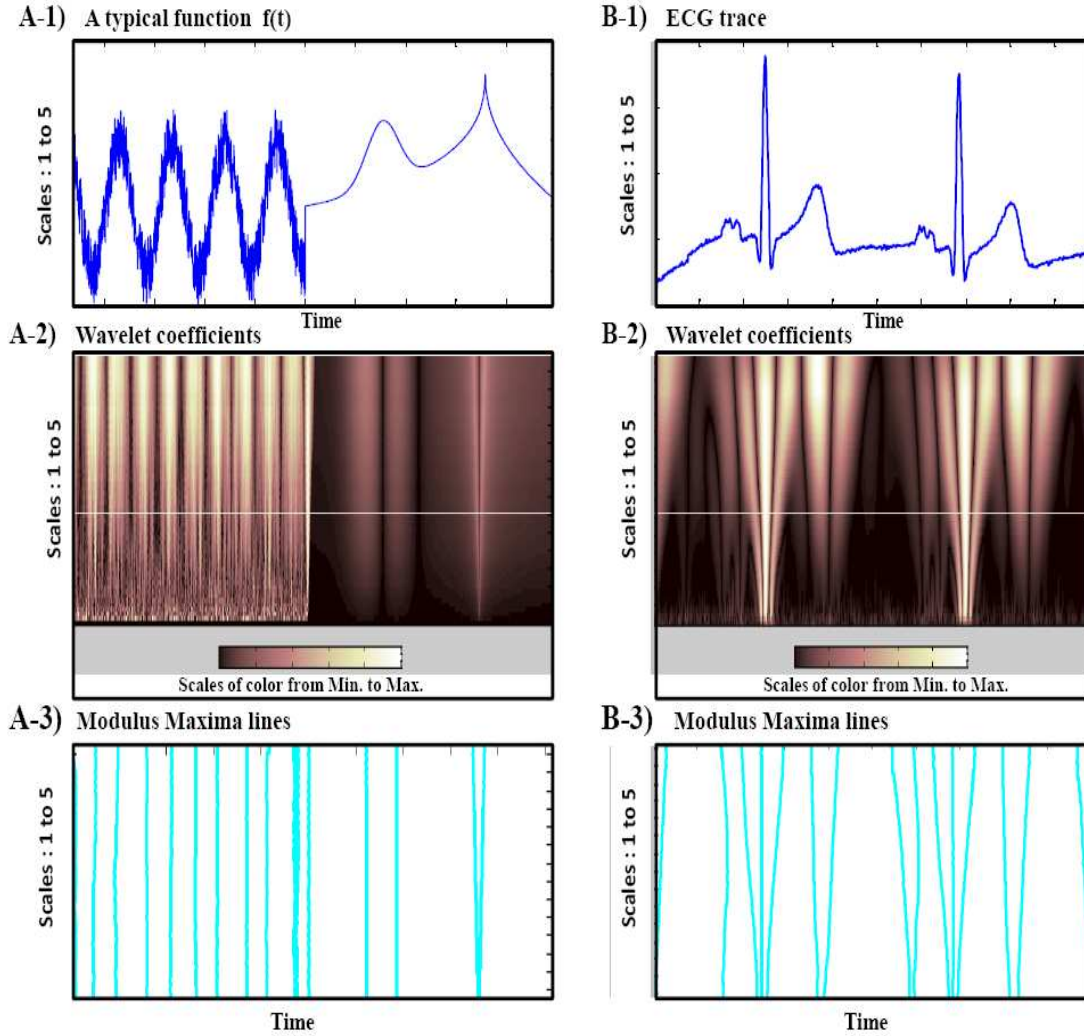 A-1) A typical function f(t)
Scales : 1 to 5
Time
A-2) Wavelet coefficients
Scales : 1 to 5
Scales of color from Min. to Max.
A-3) Modulus Maxima lines
Scales : 1 to 5
Time
B-1) ECG trace
Scales : 1 to 5
Time
B-2) Wavelet coefficients
Scales : 1 to 5
Scales of color from Min. to Max.
B-3) Modulus Maxima lines
Scales : 1 to 5
Time